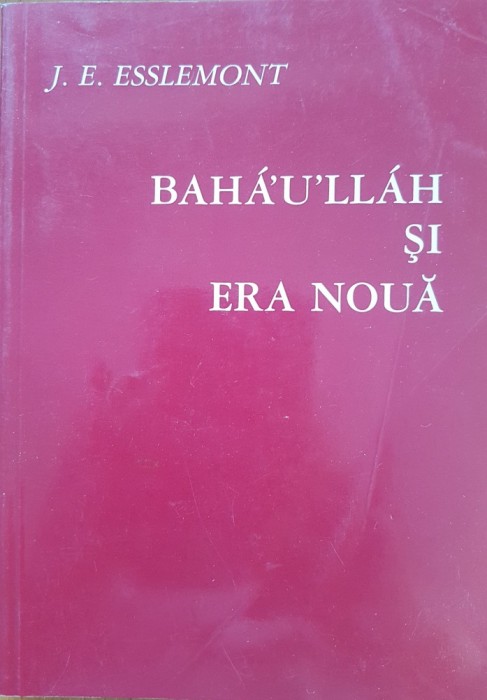 J. E. ESSLEMONT
BAHÁ'U'LLÁH
ŞI
ERA NOUĂ